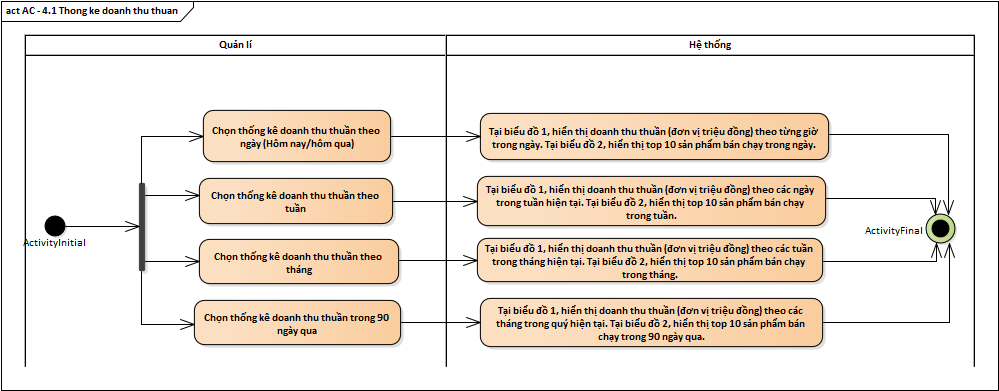 act AC - 4.1 Thong ke doanh thu thuan
Quản lí
Hệ thống
Chọn thống kê doanh thu thuần theo
ngày (Hôm nay/hôm qua)
Tại biểu đồ 1, hiển thị doanh thu thuần (đơn vị triệu đồng) theo từng giờ
trong ngày. Tại biểu đồ 2, hiển thị top 10 sản phẩm bán chạy trong ngày.
Chọn thống kê doanh thu thuần theo
tuần
Tại biểu đồ 1, hiển thị doanh thu thuần (đơn vị triệu đồng) theo các ngày
trong tuần hiện tại. Tại biểu đồ 2, hiển thị top 10 sản phẩm bán chạy
trong tuần.
ActivityInitial
ActivityFinal
Chọn thống kê doanh thu thuần theo
tháng
Tại biểu đồ 1, hiển thị doanh thu thuần (đơn vị triệu đồng) theo các tuần
trong tháng hiện tại. Tại biểu đồ 2, hiển thị top 10 sản phẩm bán chạy
trong tháng.
Chọn thống kê doanh thu thuần trong 90
ngày qua
Tại biểu đồ 1, hiển thị doanh thu thuần (đơn vị triệu đồng) theo các
tháng trong quý hiện tại. Tại biểu đồ 2, hiển thị top 10 sản phẩm bán
chạy trong 90 ngày qua.